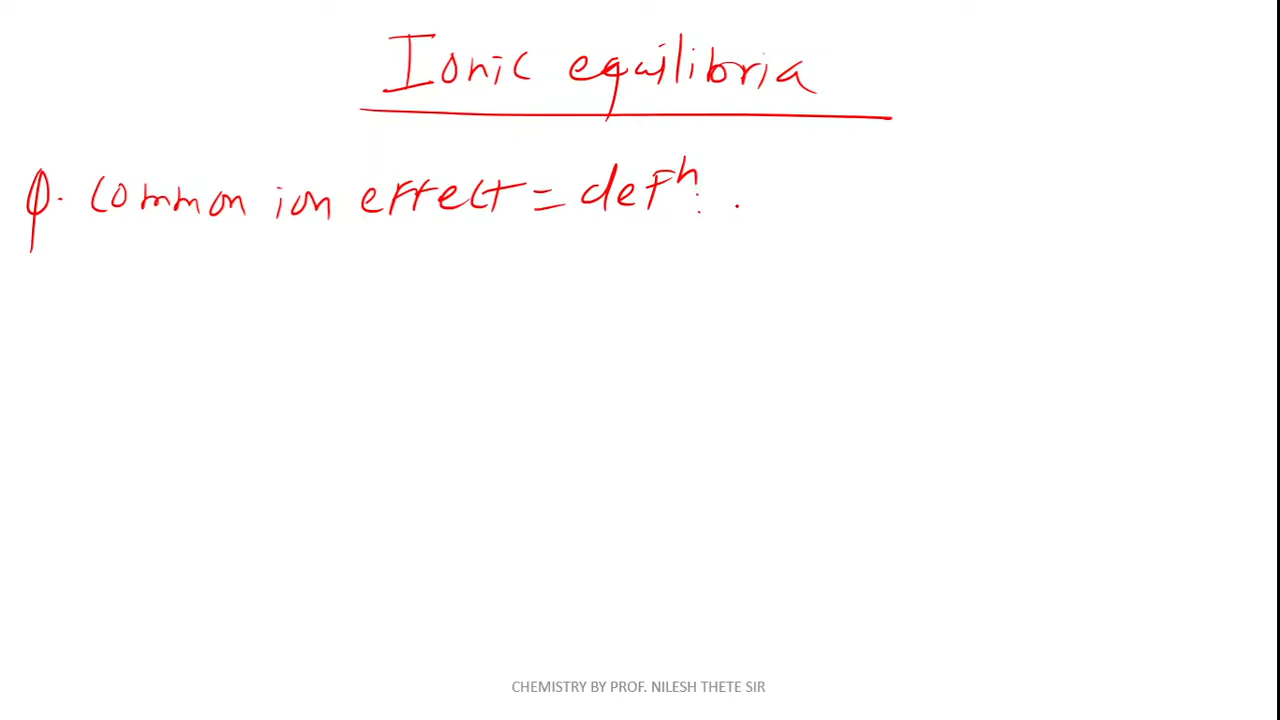 Ionic equilibria
Q. Common ion effect = defn.
CHEMISTRY BY PROF. NILESH THETE SIR